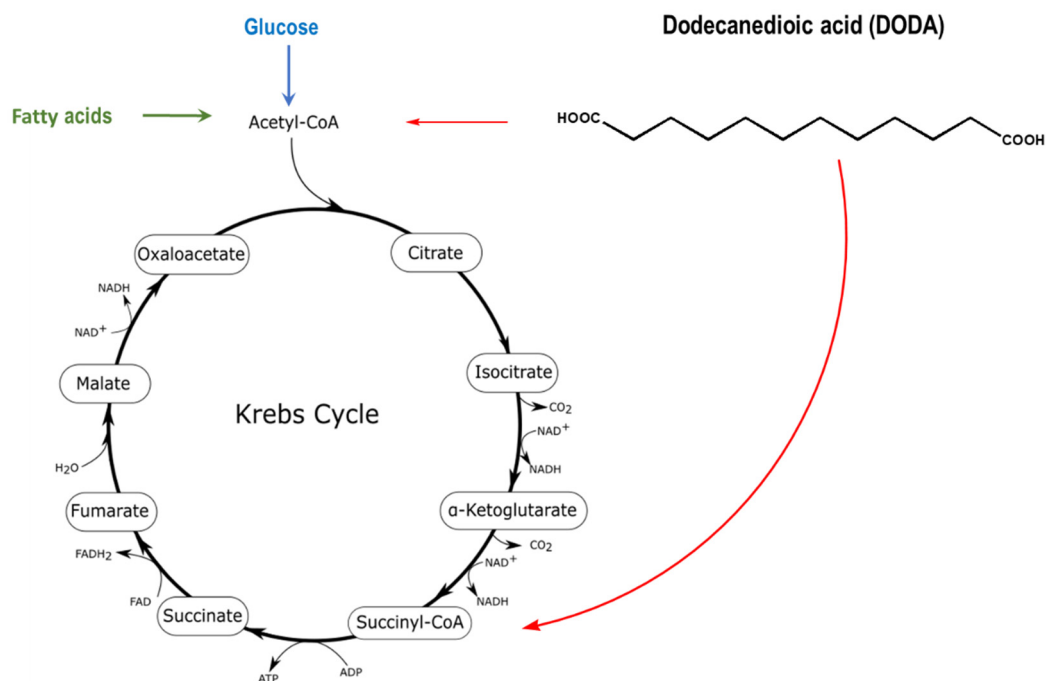 Glucose
Dodecanedioic acid (DODA)
Fatty acids
Acetyl-CoA
HOOC
COOH
Oxaloacetate
Citrate
NADH
NAD+
Malate
Isocitrate
CO2
NAD+
NADH
Krebs Cycle
H2O
Fumarate
α-Ketoglutarate
CO2
FADH2
NAD+
FAD
NADH
Succinate
Succinyl-CoA
ATP
ADP